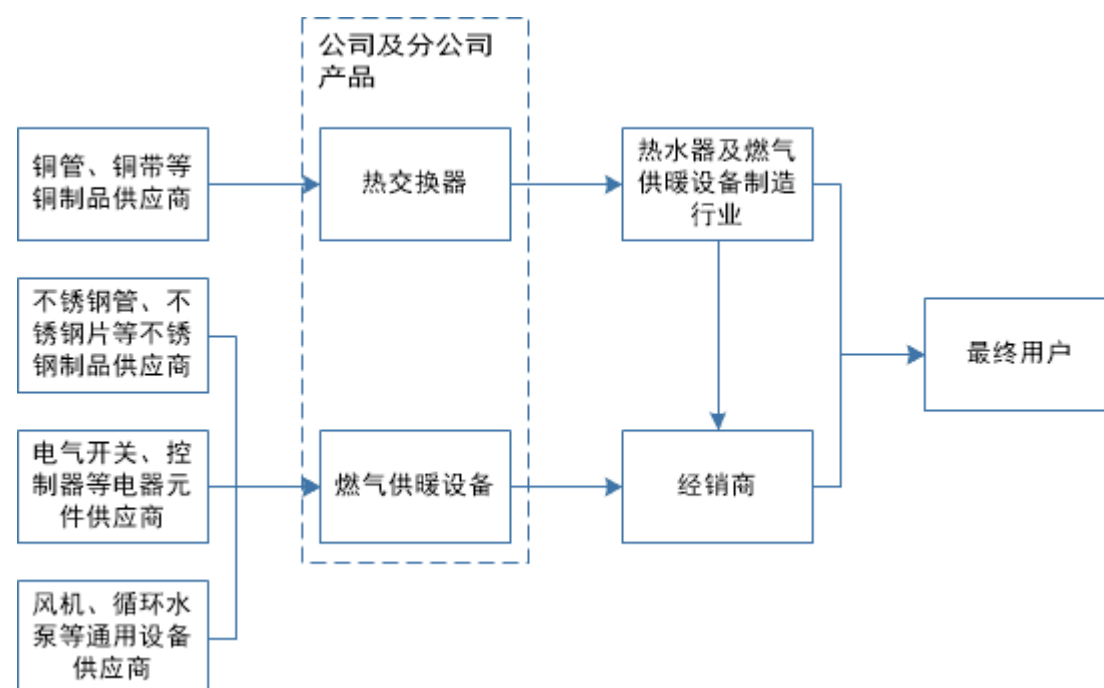 公司及分公司
产品
铜管、铜带等
铜制品供应商
热交换器
热水器及燃气
供暖设备制造
行业
不锈钢管、不
锈钢片等不锈
钢制品供应商
最终用户
电气开关、控
制器等电器元
件供应商
燃气供暖设备
经销商
风机、循环水
泵等通用设备
供应商